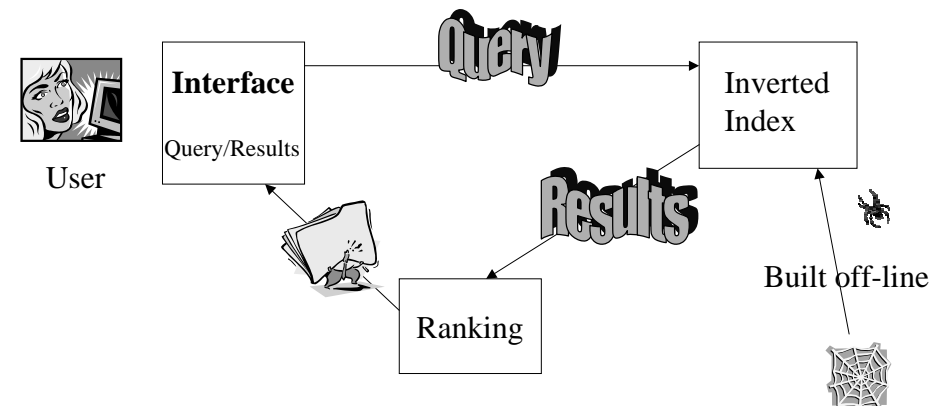 Query
Interface
Query/Results
Inverted
Index
User
Results
Built off-line
Ranking